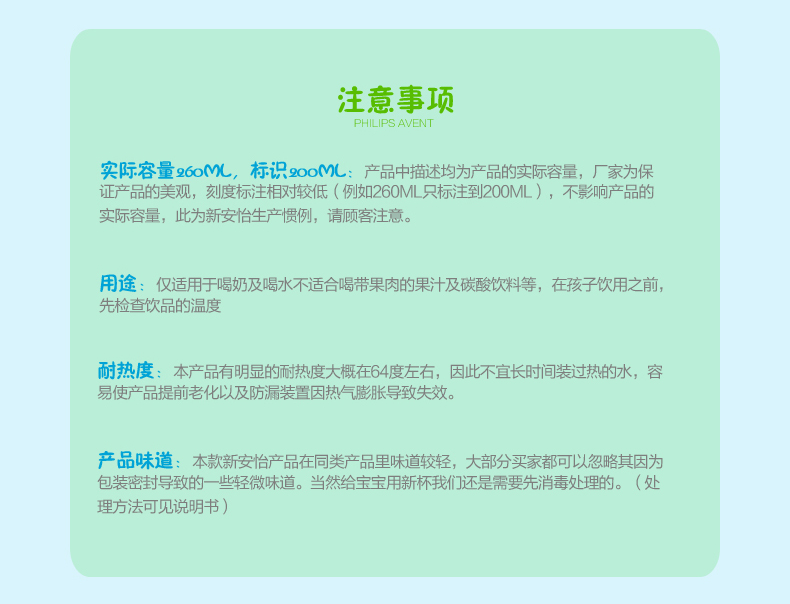 注意事项
PHILIPS AVENT
实际容量260ML，标识200ML：产品中描述均为产品的实际容量，厂家为保
证产品的美观，刻度标注相对较低（例如260ML只标注到200ML），不影响产品的
实际容量，此为新安怡生产惯例，请顾客注意。
用途：仅适用于喝奶及喝水不适合喝带果肉的果汁及碳酸饮料等，在孩子饮用之前，
先检查饮品的温度
耐热度：本产品有明显的耐热度大概在64度左右，因此不宜长时间装过热的水，容
易使产品提前老化以及防漏装置因热气膨胀导致失效。
产品味道：本款新安怡产品在同类产品里味道较轻，大部分买家都可以忽略其因为
包装密封导致的一些轻微味道。当然给宝宝用新杯我们还是需要先消毒处理的。（处
理方法可见说明书）